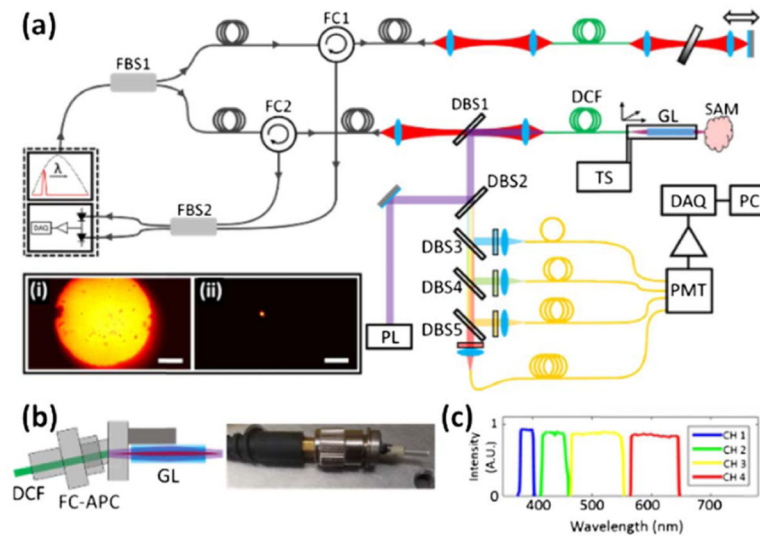 (a)
FC1
FBS1
FC2
DBS1
DCF
GL
SAM
λ
TS
DBS2
DAQ
PC
DAQ
FBS2
DBS3
DBS4
PMT
(i)
(ii)
DBS5
PL
(b)
(c)
DCF
FC-APC
GL
Intensity
(A.U.)
1
0
CH 1
CH 2
CH 3
CH 4
400
500
600
700
Wavelength (nm)